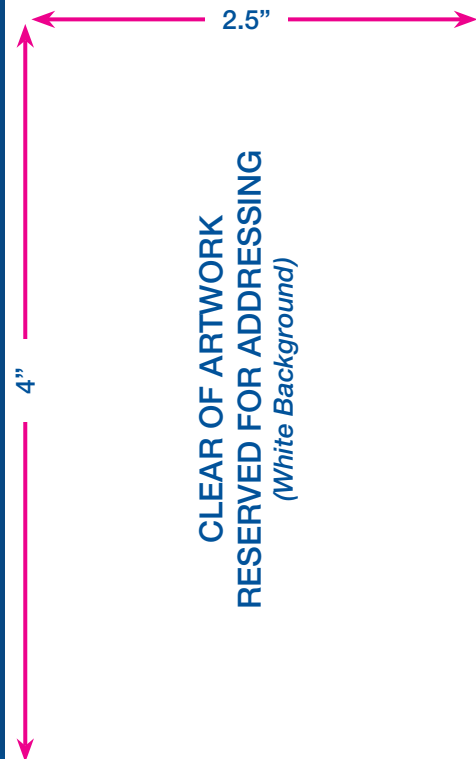 2.5”
4”
CLEAR OF ARTWORK
RESERVED FOR ADDRESSING
(White Background)